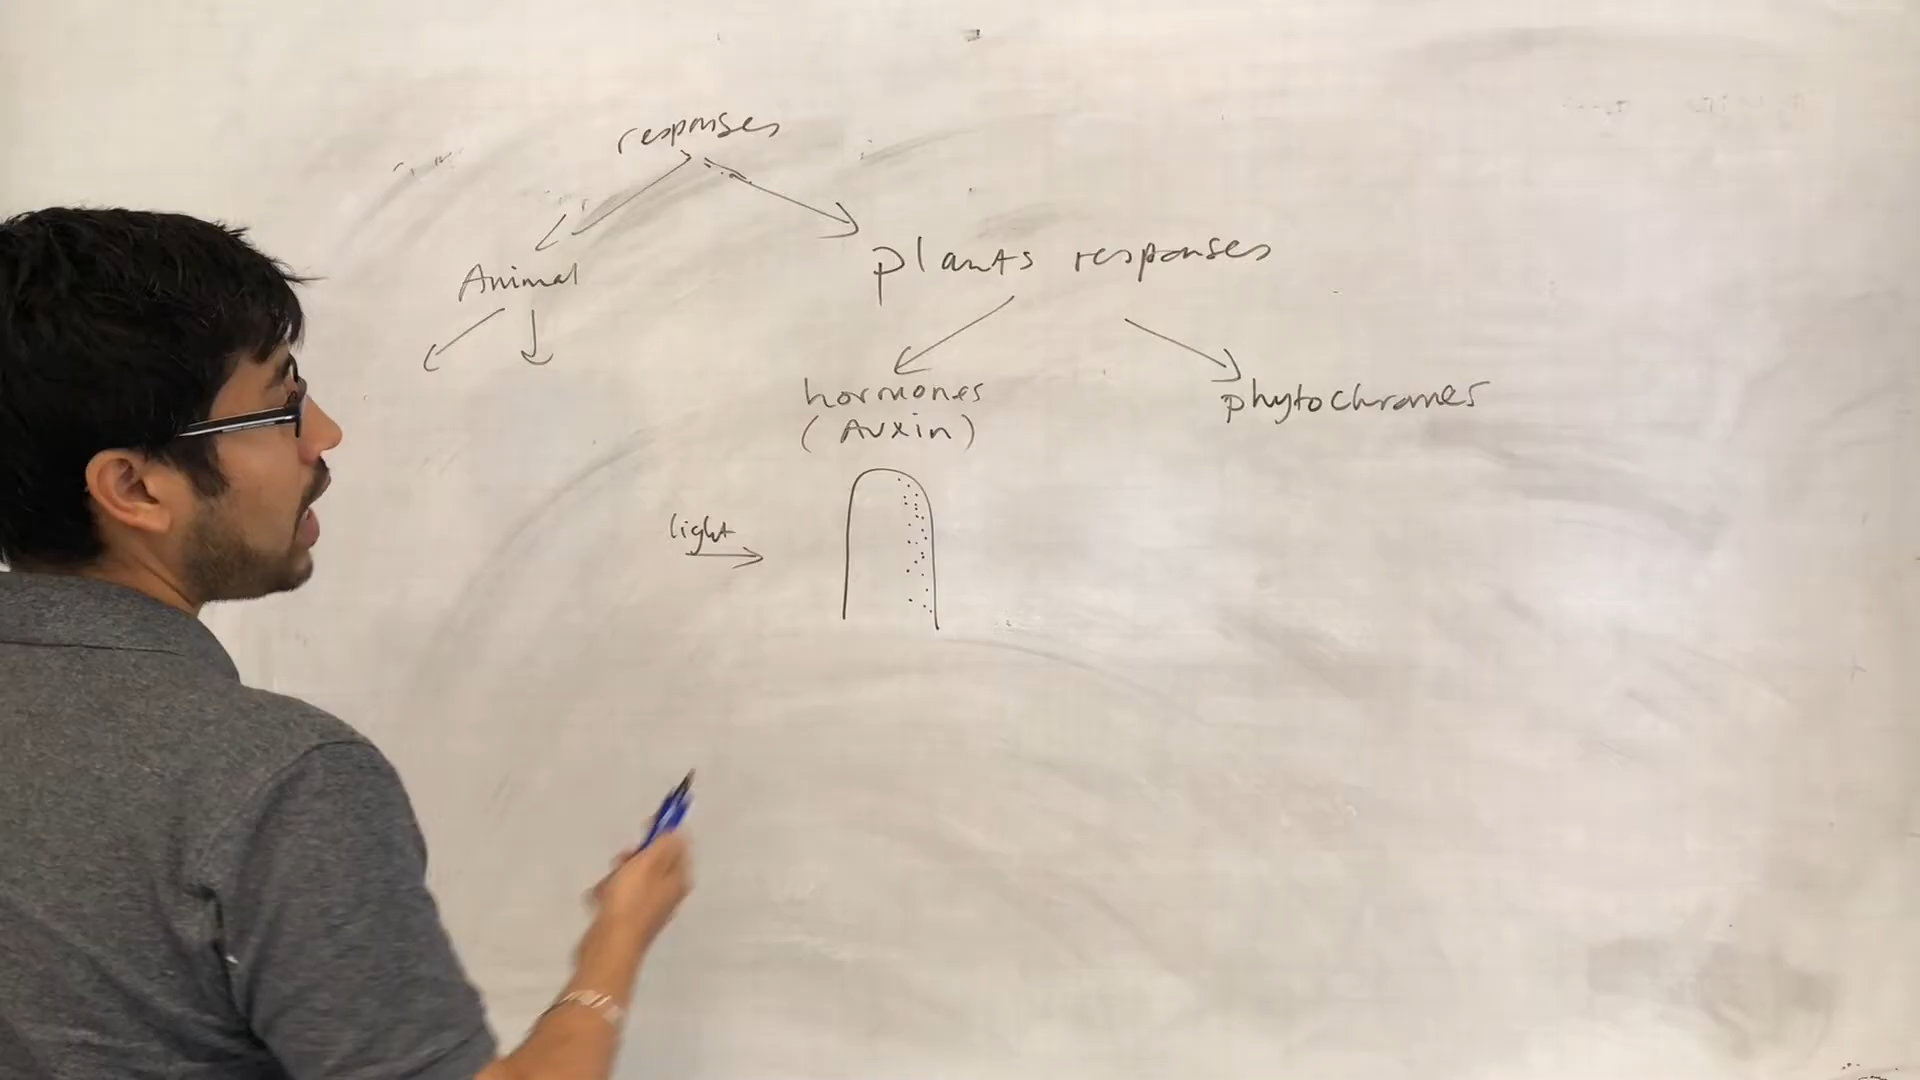 responses
Animal
plants responses
hormones
(Auxin)
phytochromes
light